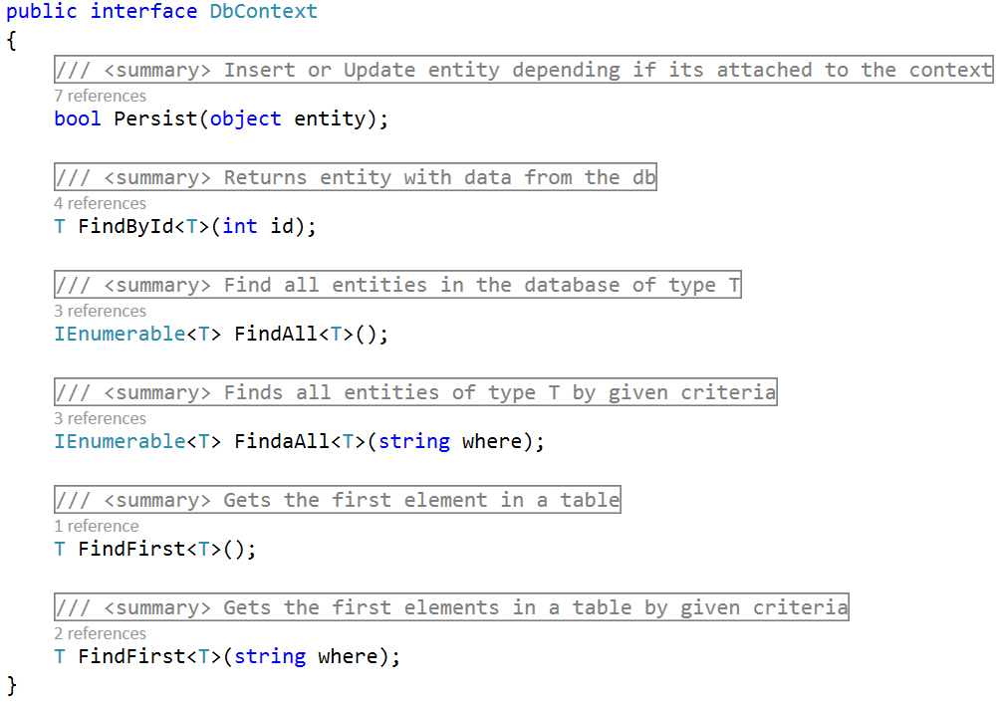 public interface DbContext
{
/// <summary> Insert or Update entity depending if its attached to the context
7 references
bool Persist(object entity);
/// <summary> Returns entity with data from the db
4 references
T FindById<T>(int id);
/// <summary> Find all entities in the database of type T
3 references
IEnumerable<T> FindAll<T>();
/// <summary> Finds all entities of type T by given criteria
3 references
IEnumerable<T> FindaAll<T>(string where);
/// <summary> Gets the first element in a table
1 reference
T FindFirst<T>();
/// <summary> Gets the first elements in a table by given criteria
2 references
T FindFirst<T>(string where);
}